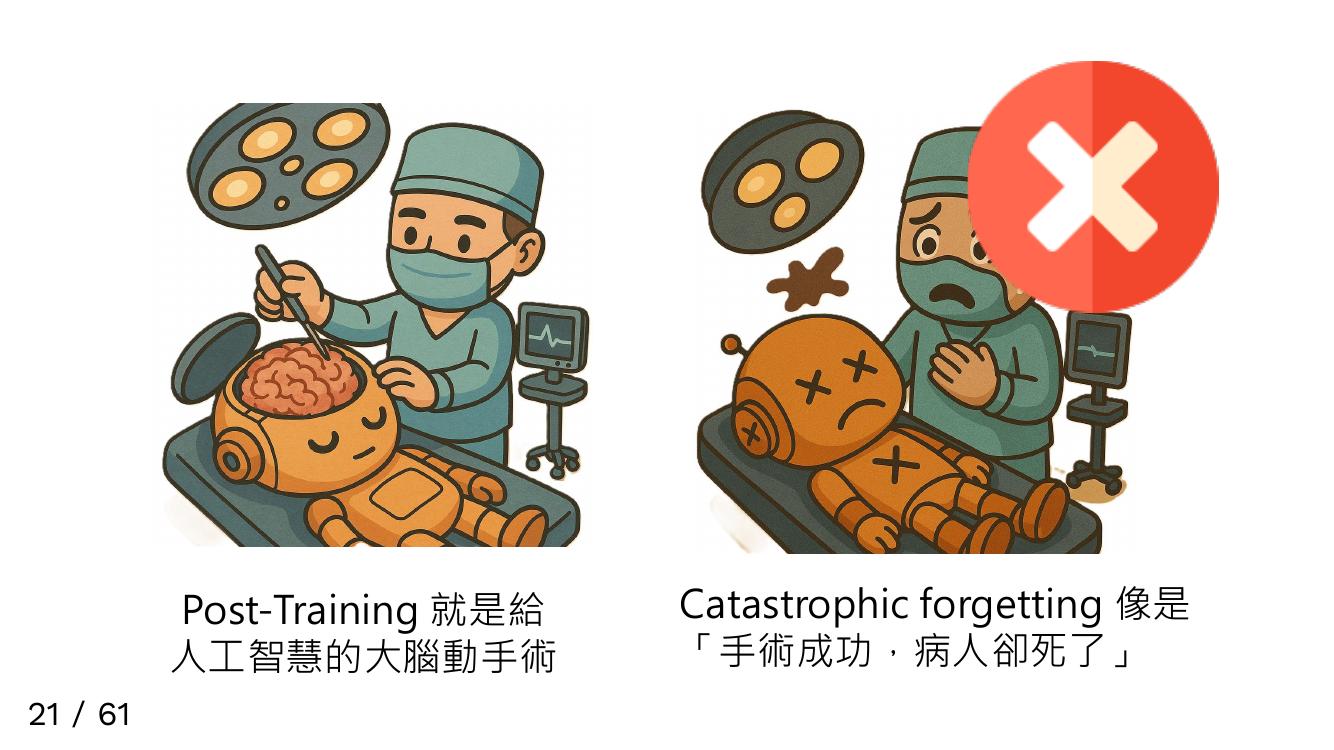 Post-Training 就是給
人工智慧的大腦動手術
Catastrophic forgetting 像是
「手術成功，病人卻死了」
21 / 61